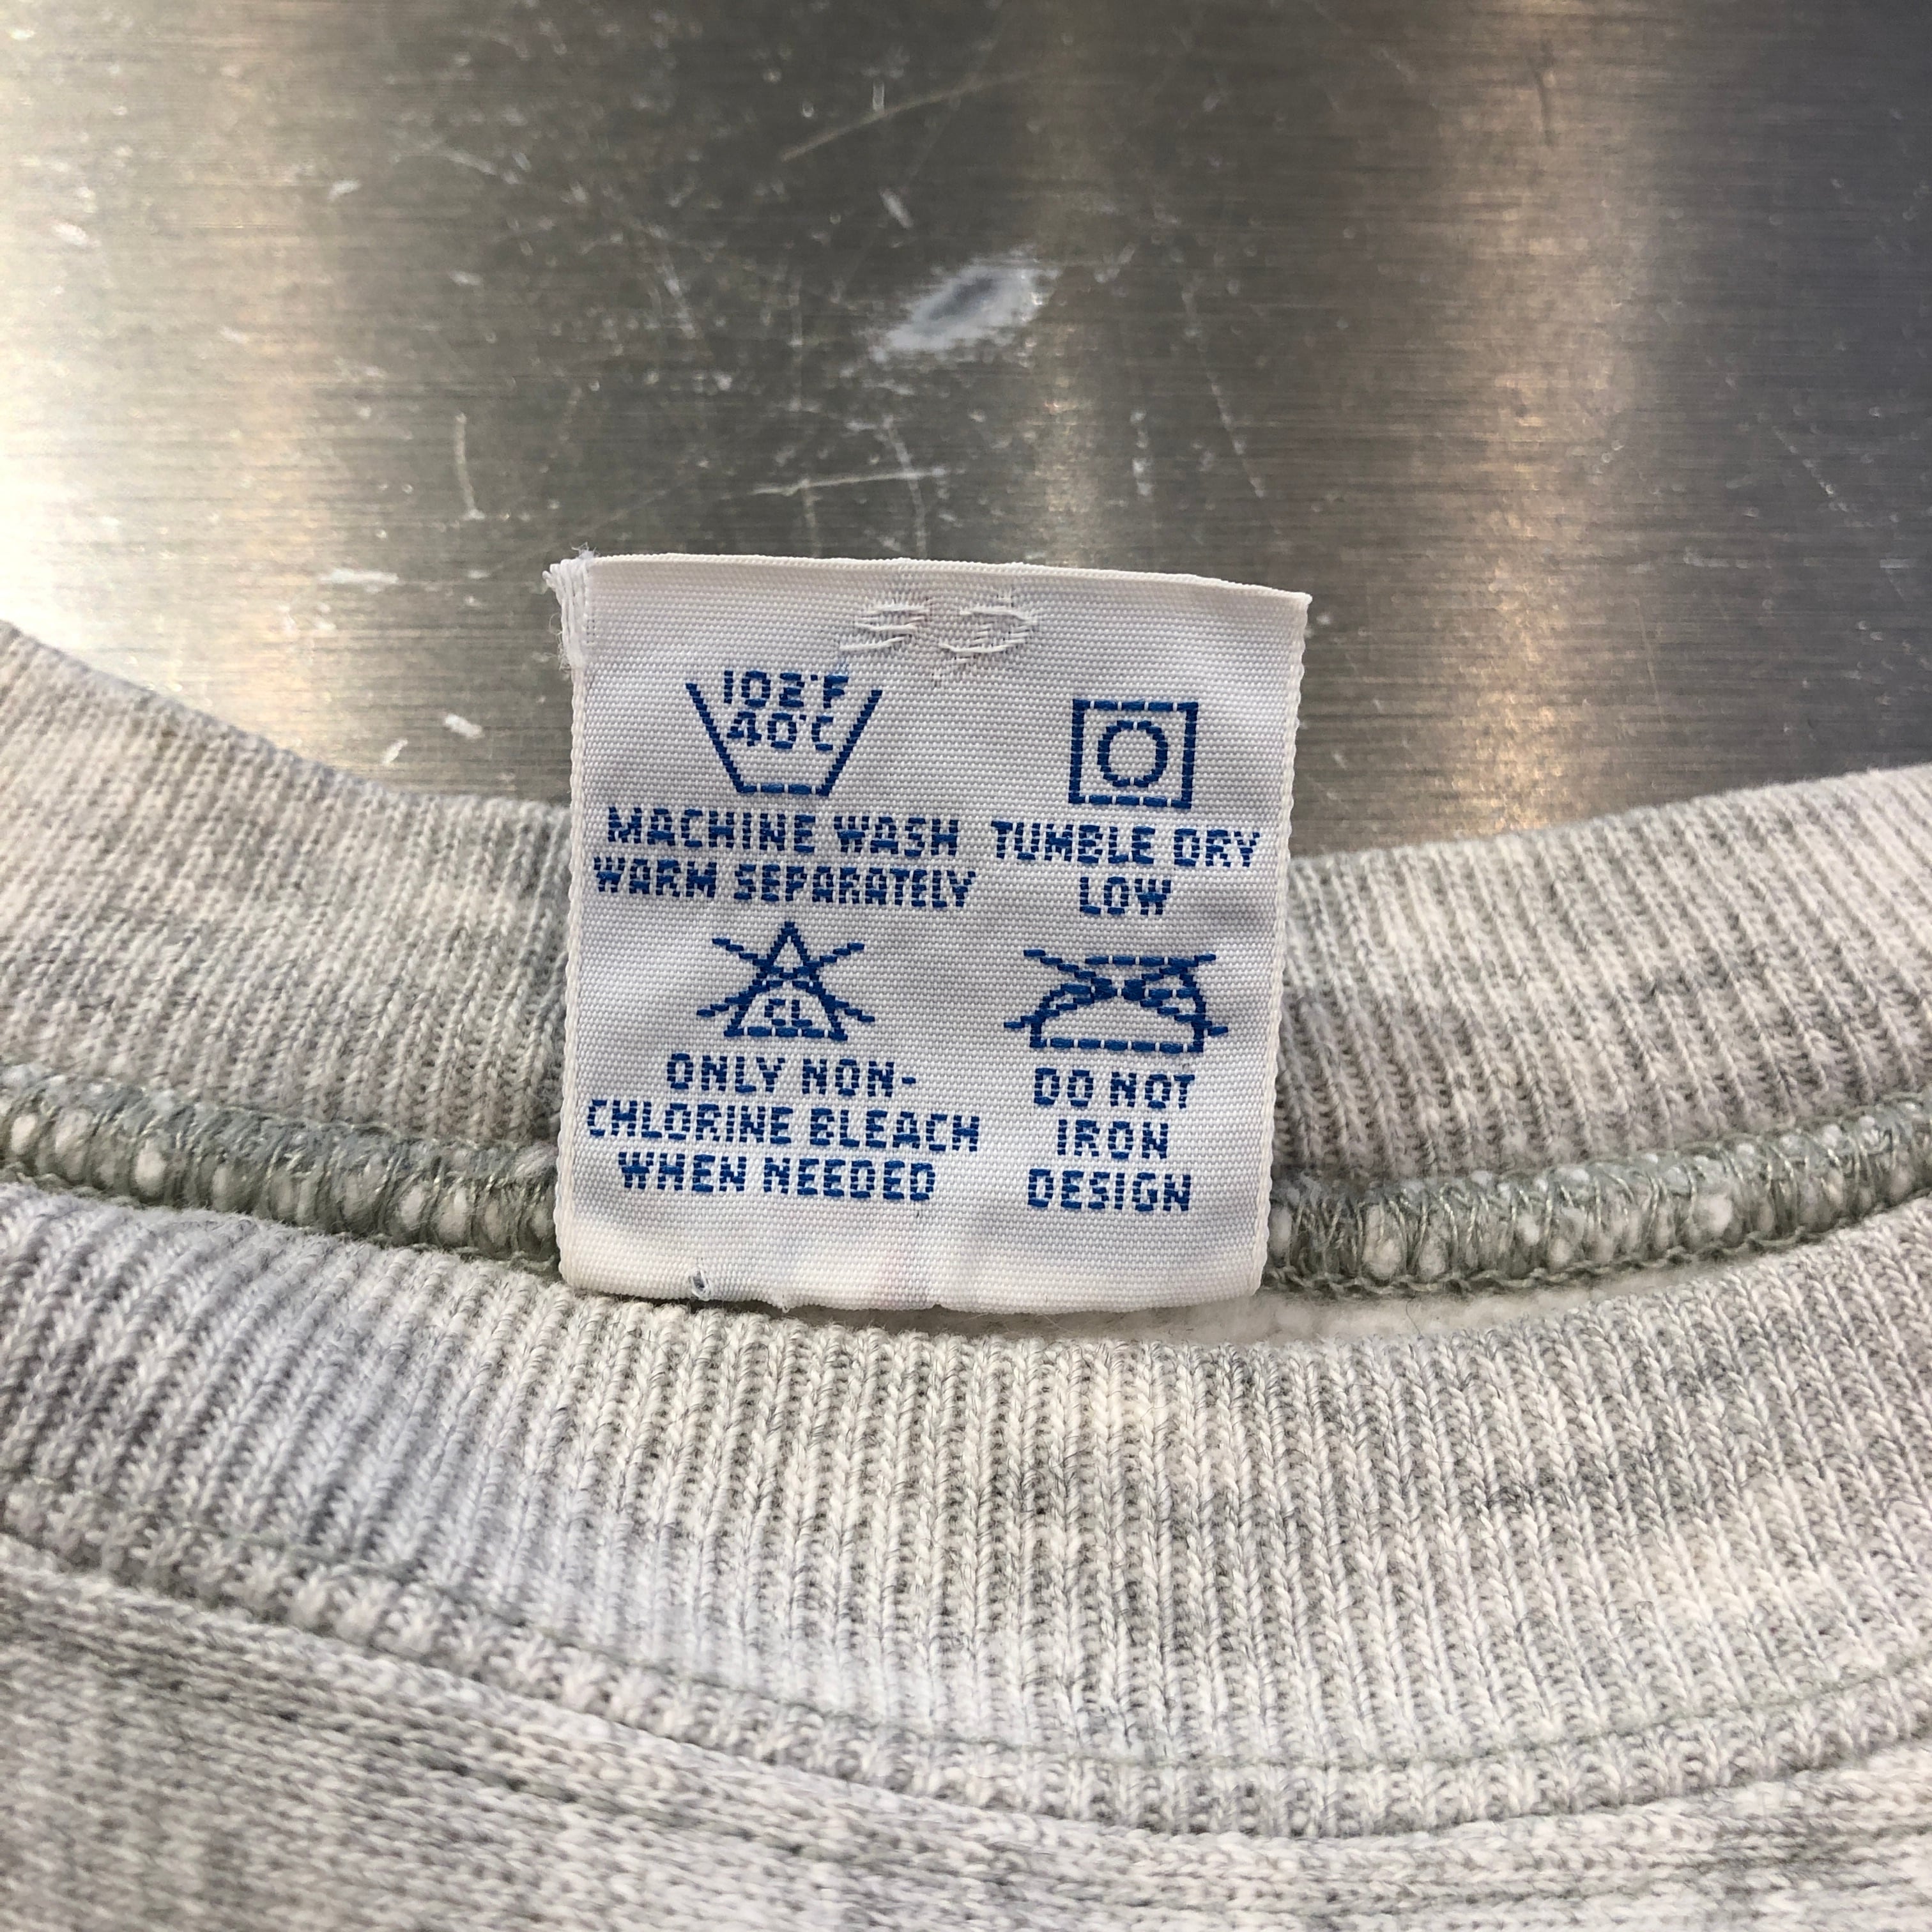 102°F
40°C
MACHINE WASH
WARM SEPARATELY
TUMBLE DRY
LOW
CL
ONLY NON-
CHLORINE BLEACH
WHEN NEEDED
DO NOT
IRON
DESIGN